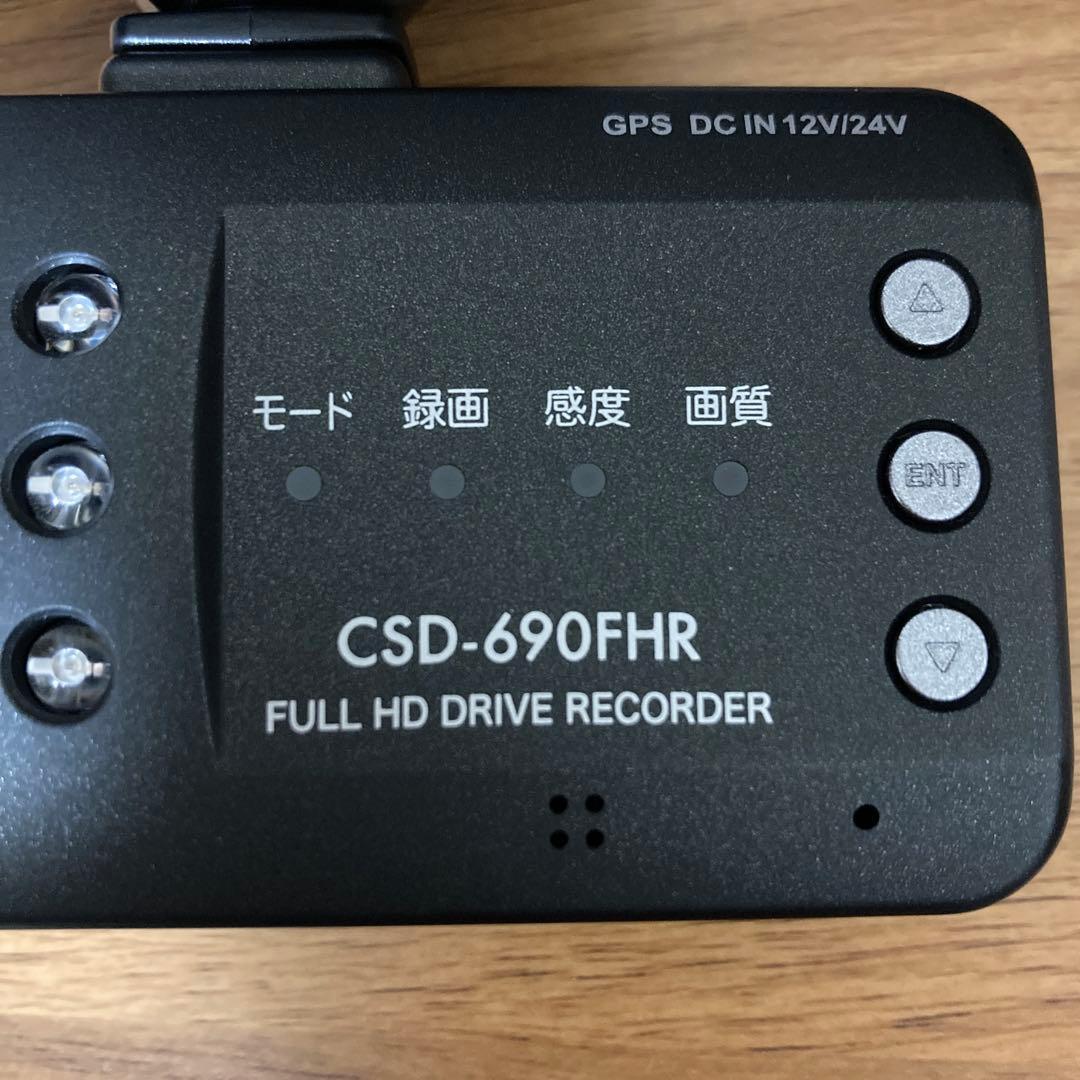 GPS DC IN 12V/24V
モード 録画 感度 画質
ENT
CSD-690FHR
FULL HD DRIVE RECORDER